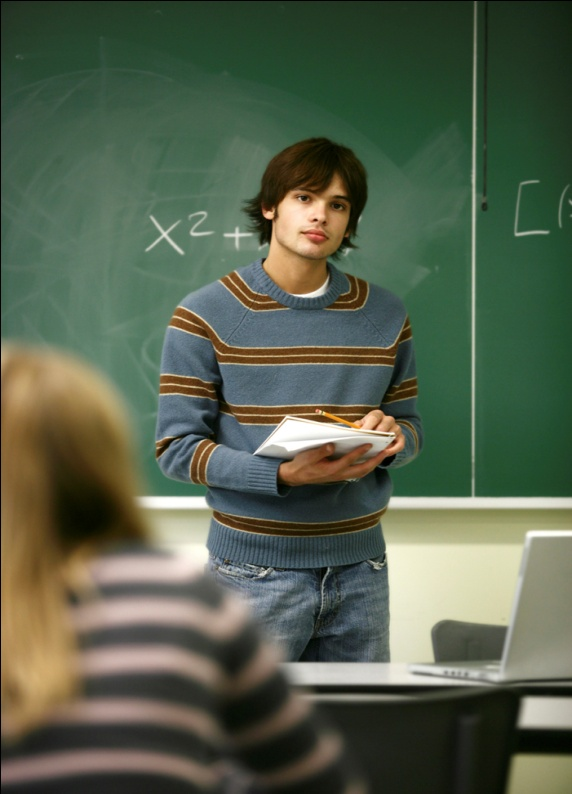 x² +
[(